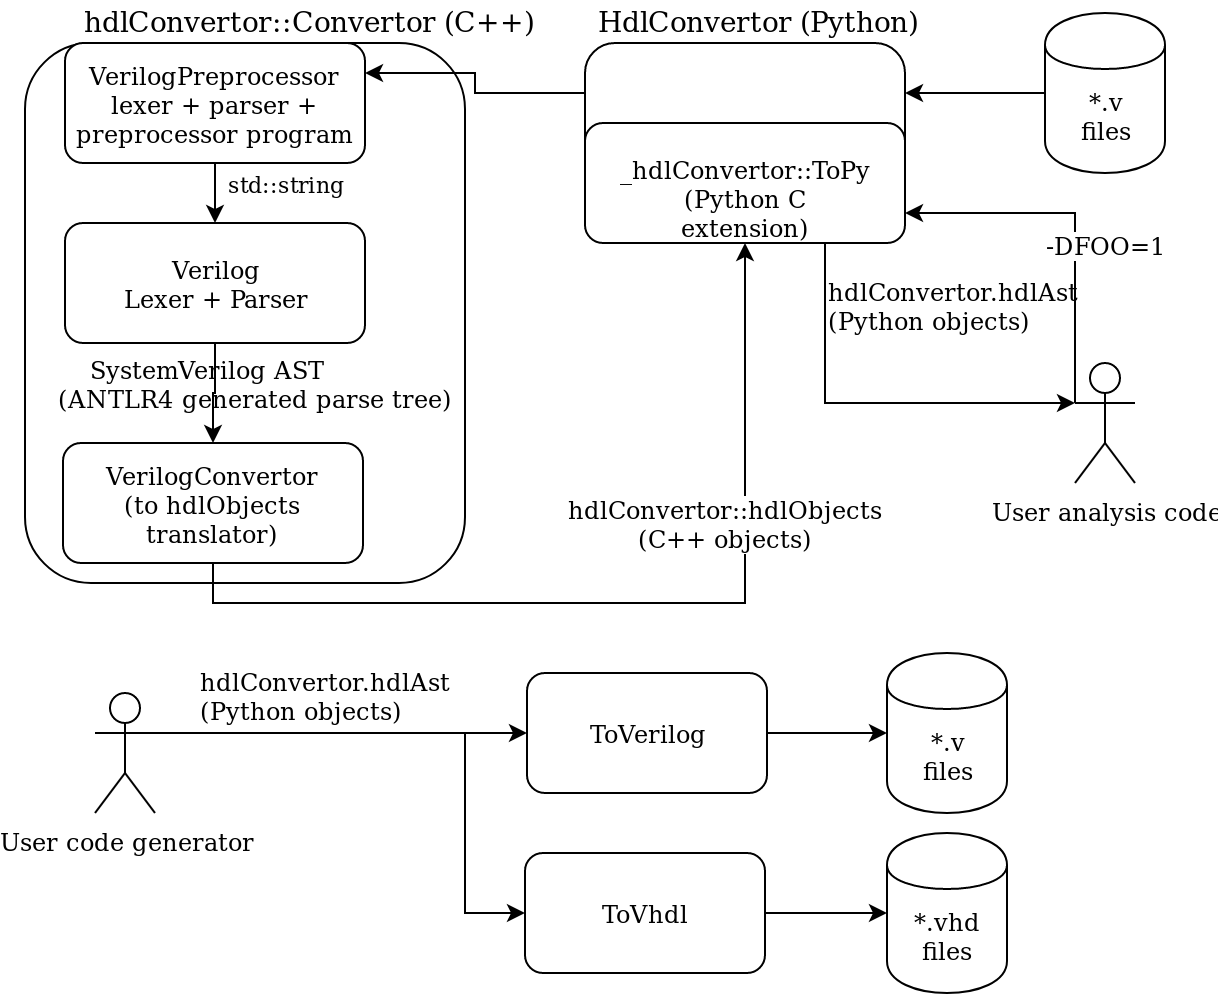 hdlConvertor::Convertor (C++)
HdlConvertor (Python)
VerilogPreprocessor
lexer + parser +
preprocessor program
*.v
files
_hdlConvertor::ToPy
(Python C
extension)
std::string
-DFOO=1
Verilog
Lexer + Parser
hdlConvertor.hdlAst
(Python objects)
SystemVerilog AST
(ANTLR4 generated parse tree)
VerilogConvertor
(to hdlObjects
translator)
hdlConvertor::hdlObjects
(C++ objects)
User analysis code
hdlConvertor.hdlAst
(Python objects)
ToVerilog
*.v
files
User code generator
ToVhdl
*.vhd
files